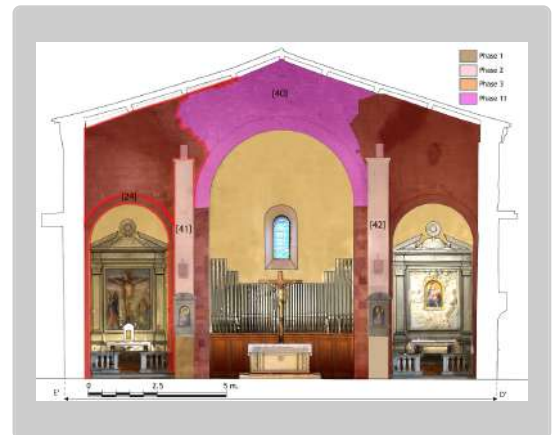 Phase 1
Phase 2
Phase 3
Phase 11
[40]
[24]
[41]
[42]
0 2,5 5 m.
E' D'